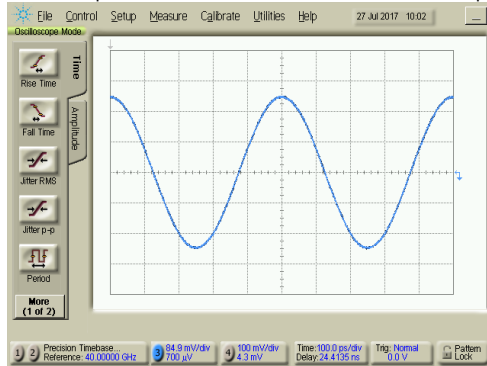 File Control Setup Measure Calibrate Utilities Help 27 Jul 2017 10:02
Oscilloscope Mode
Time
Amplitude
Rise Time
Fall Time
Jitter RMS
Jitter p-p
Period
More
(1 of 2)
1 2 Precision Timebase...
Reference: 40.00000 GHz
3 84.9 mV/div
700 µV
4 100 mV/div
4.3 mV
Time:100.0 ps/div
Delay:24.4135 ns
Trig: Normal
0.0 V
Pattern
Lock